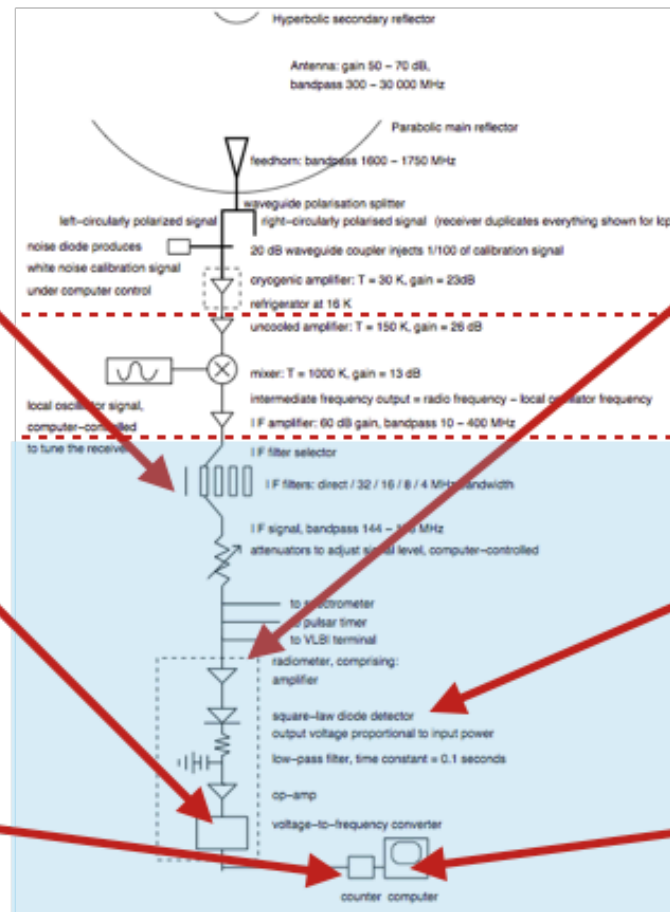 Hyperbolic secondary reflector
Antenna: gain 50 – 70 dB,
bandpass 300 – 30 000 MHz
Parabolic main reflector
feedhorn: bandpass 1600 – 1750 MHz
waveguide polarisation splitter
left–circularly polarized signal
right–circularly polarised signal (receiver duplicates everything shown for lcp
noise diode produces
white noise calibration signal
under computer control
20 dB waveguide coupler injects 1/100 of calibration signal
cryogenic amplifier: T = 30 K, gain = 23dB
refrigerator at 16 K
uncooled amplifier: T = 150 K, gain = 26 dB
mixer: T = 1000 K, gain = 13 dB
intermediate frequency output = radio frequency – local oscillator frequency
local oscillator signal,
computer–controlled
to tune the receiver
I F amplifier: 60 dB gain, bandpass 10 – 400 MHz
I F filter selector
I F filters: direct / 32 / 16 / 8 / 4 MHz bandwidth
I F signal, bandpass 144 – MHz
attenuators to adjust signal level, computer–controlled
to spectrometer
to pulsar timer
to VLBI terminal
radiometer, comprising:
amplifier
square–law diode detector
output voltage proportional to input power
low–pass filter, time constant = 0.1 seconds
op–amp
voltage–to–frequency converter
counter computer